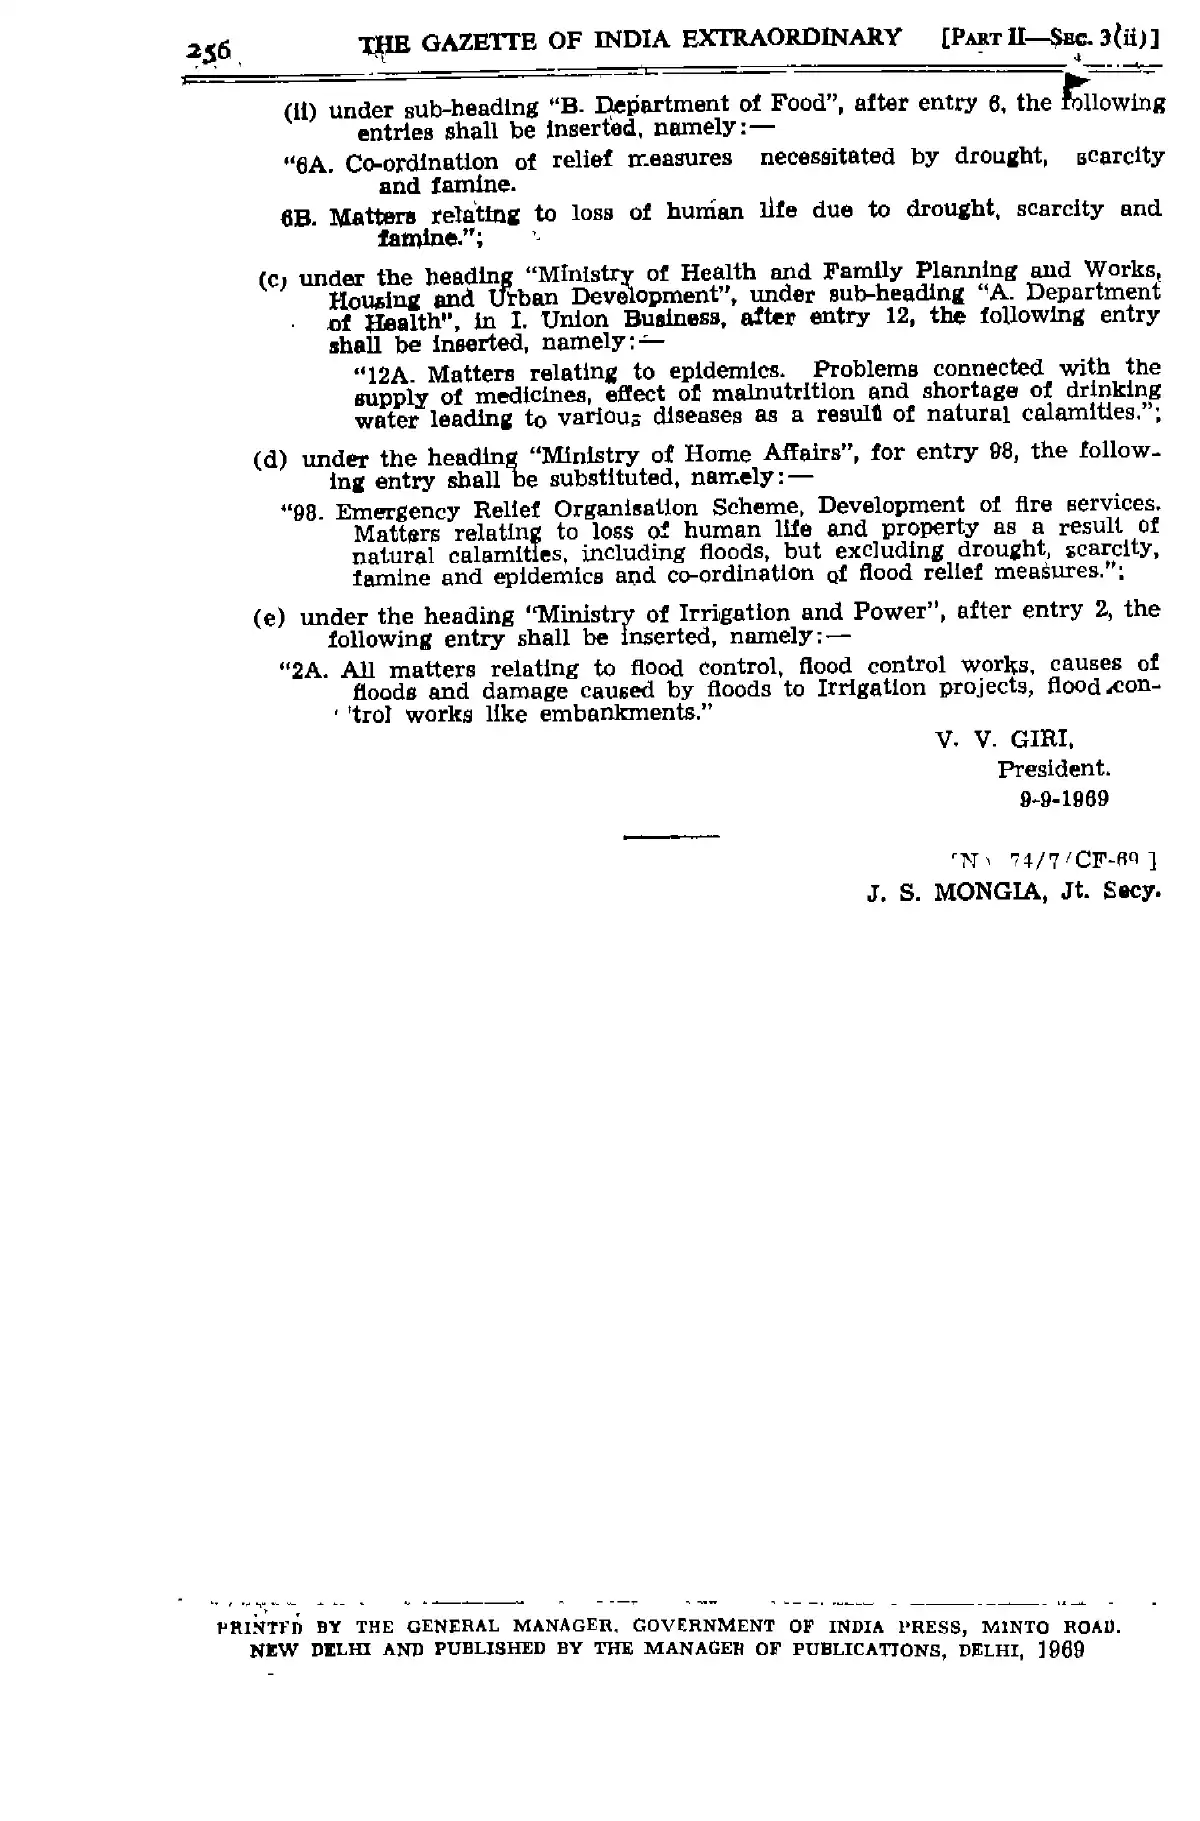 256 THE GAZETTE OF INDIA EXTRAORDINARY [PART II—SEC. 3(ii)]
(ii) under sub-heading “B. Department of Food”, after entry 6, the following
entries shall be inserted, namely:—
“6A. Co-ordination of relief measures necessitated by drought, scarcity
and famine.
6B. Matters relating to loss of human life due to drought, scarcity and
famine.”;
(c) under the heading “Ministry of Health and Family Planning and Works,
Housing and Urban Development”, under sub-heading “A. Department
of Health”, in I. Union Business, after entry 12, the following entry
shall be inserted, namely:—
“12A. Matters relating to epidemics. Problems connected with the
supply of medicines, effect of malnutrition and shortage of drinking
water leading to various diseases as a result of natural calamities.”;
(d) under the heading “Ministry of Home Affairs”, for entry 98, the follow-
ing entry shall be substituted, namely:—
“98. Emergency Relief Organisation Scheme, Development of fire services.
Matters relating to loss of human life and property as a result of
natural calamities, including floods, but excluding drought, scarcity,
famine and epidemics and co-ordination of flood relief measures.”;
(e) under the heading “Ministry of Irrigation and Power”, after entry 2, the
following entry shall be inserted, namely:—
“2A. All matters relating to flood control, flood control works, causes of
floods and damage caused by floods to Irrigation projects, flood con-
trol works like embankments.”
V. V. GIRI,
President.
9-9-1969
74/7/CF-69]
J. S. MONGIA, Jt. Secy.
PRINTED BY THE GENERAL MANAGER, GOVERNMENT OF INDIA PRESS, MINTO ROAD.
NEW DELHI AND PUBLISHED BY THE MANAGER OF PUBLICATIONS, DELHI, 1969